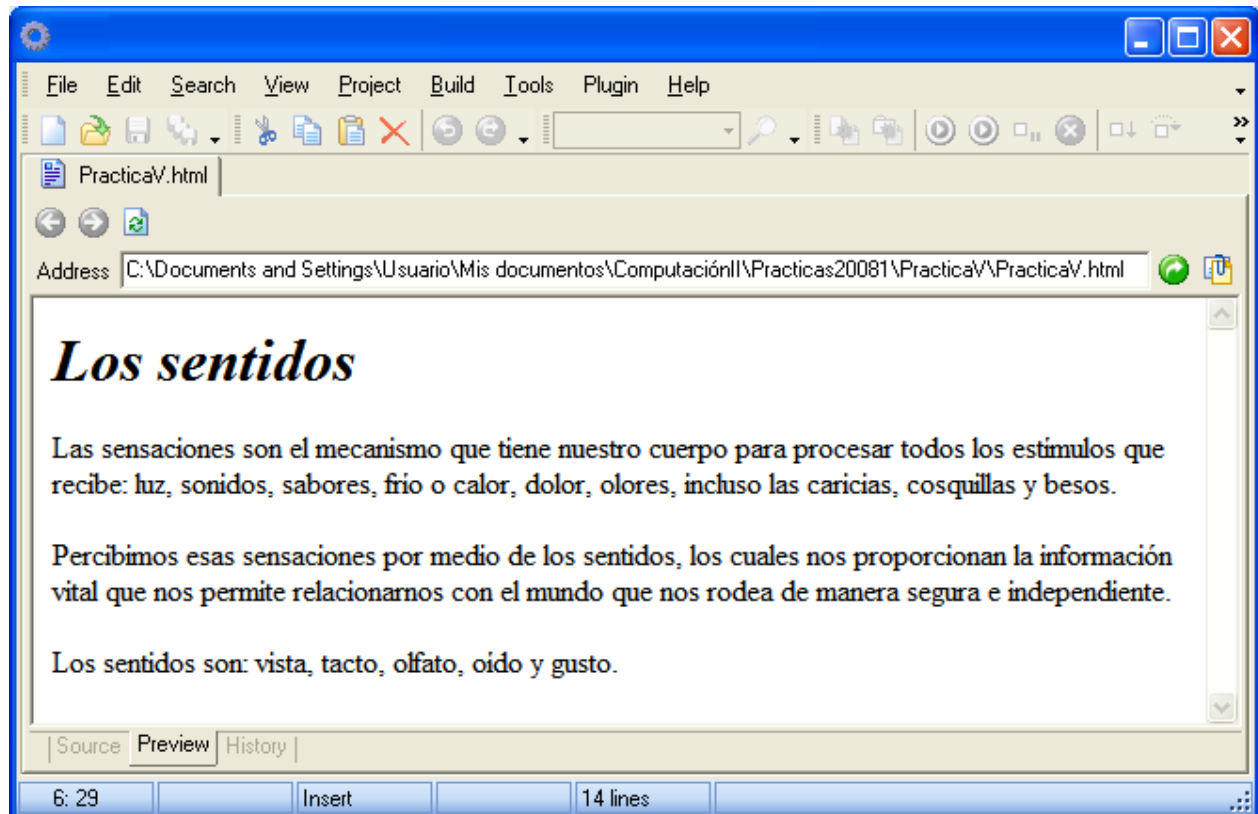 File Edit Search View Project Build Tools Plugin Help
PracticaV.html
Address C:\Documents and Settings\Usuario\Mis documentos\ComputaciónII\Practicas20081\PracticaV\PracticaV.html
Los sentidos
Las sensaciones son el mecanismo que tiene nuestro cuerpo para procesar todos los estímulos que
recibe: luz, sonidos, sabores, frío o calor, dolor, olores, incluso las caricias, cosquillas y besos.
Percibimos esas sensaciones por medio de los sentidos, los cuales nos proporcionan la información
vital que nos permite relacionarnos con el mundo que nos rodea de manera segura e independiente.
Los sentidos son: vista, tacto, olfato, oído y gusto.
Source Preview History
6: 29 Insert 14 lines